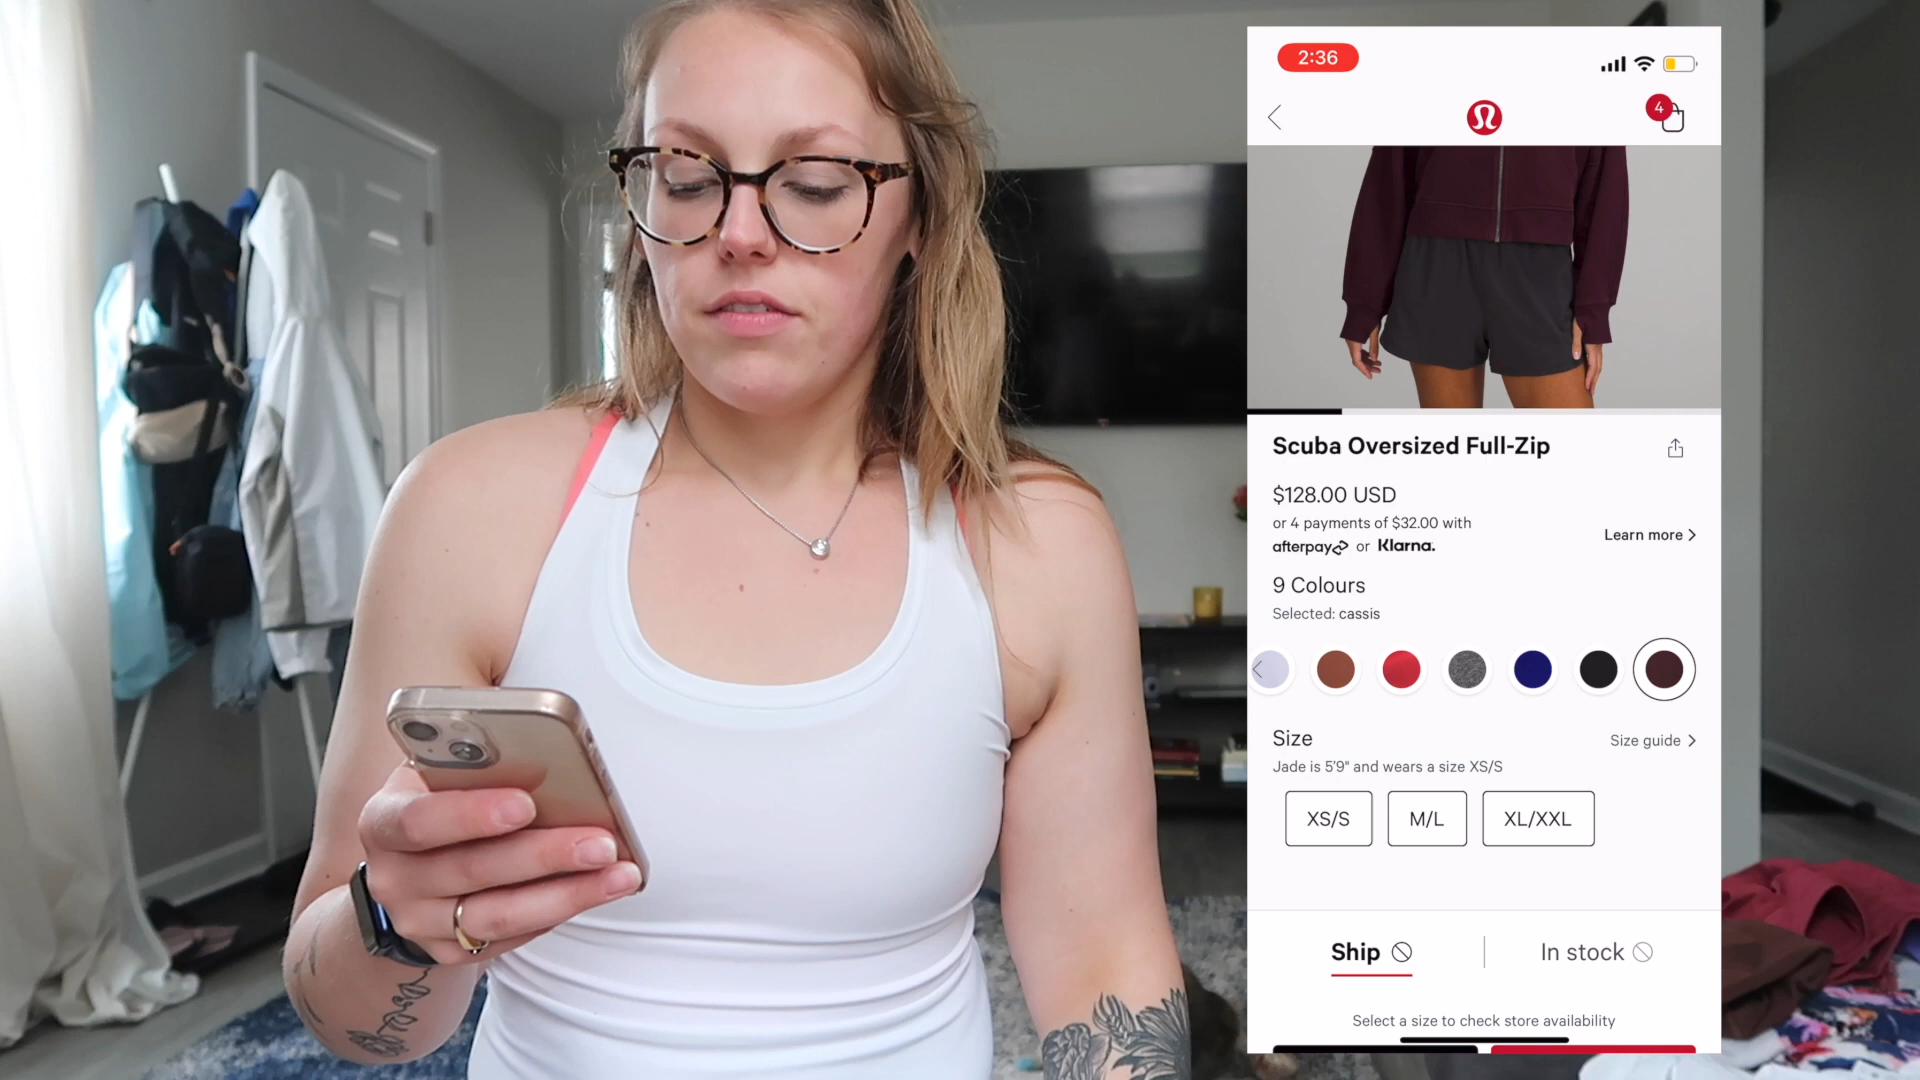 2:36
4
Scuba Oversized Full-Zip
$128.00 USD
or 4 payments of $32.00 with
afterpay or Klarna.
Learn more
9 Colours
Selected: cassis
Size
Size guide
Jade is 5'9" and wears a size XS/S
XS/S
M/L
XL/XXL
Ship
In stock
Select a size to check store availability